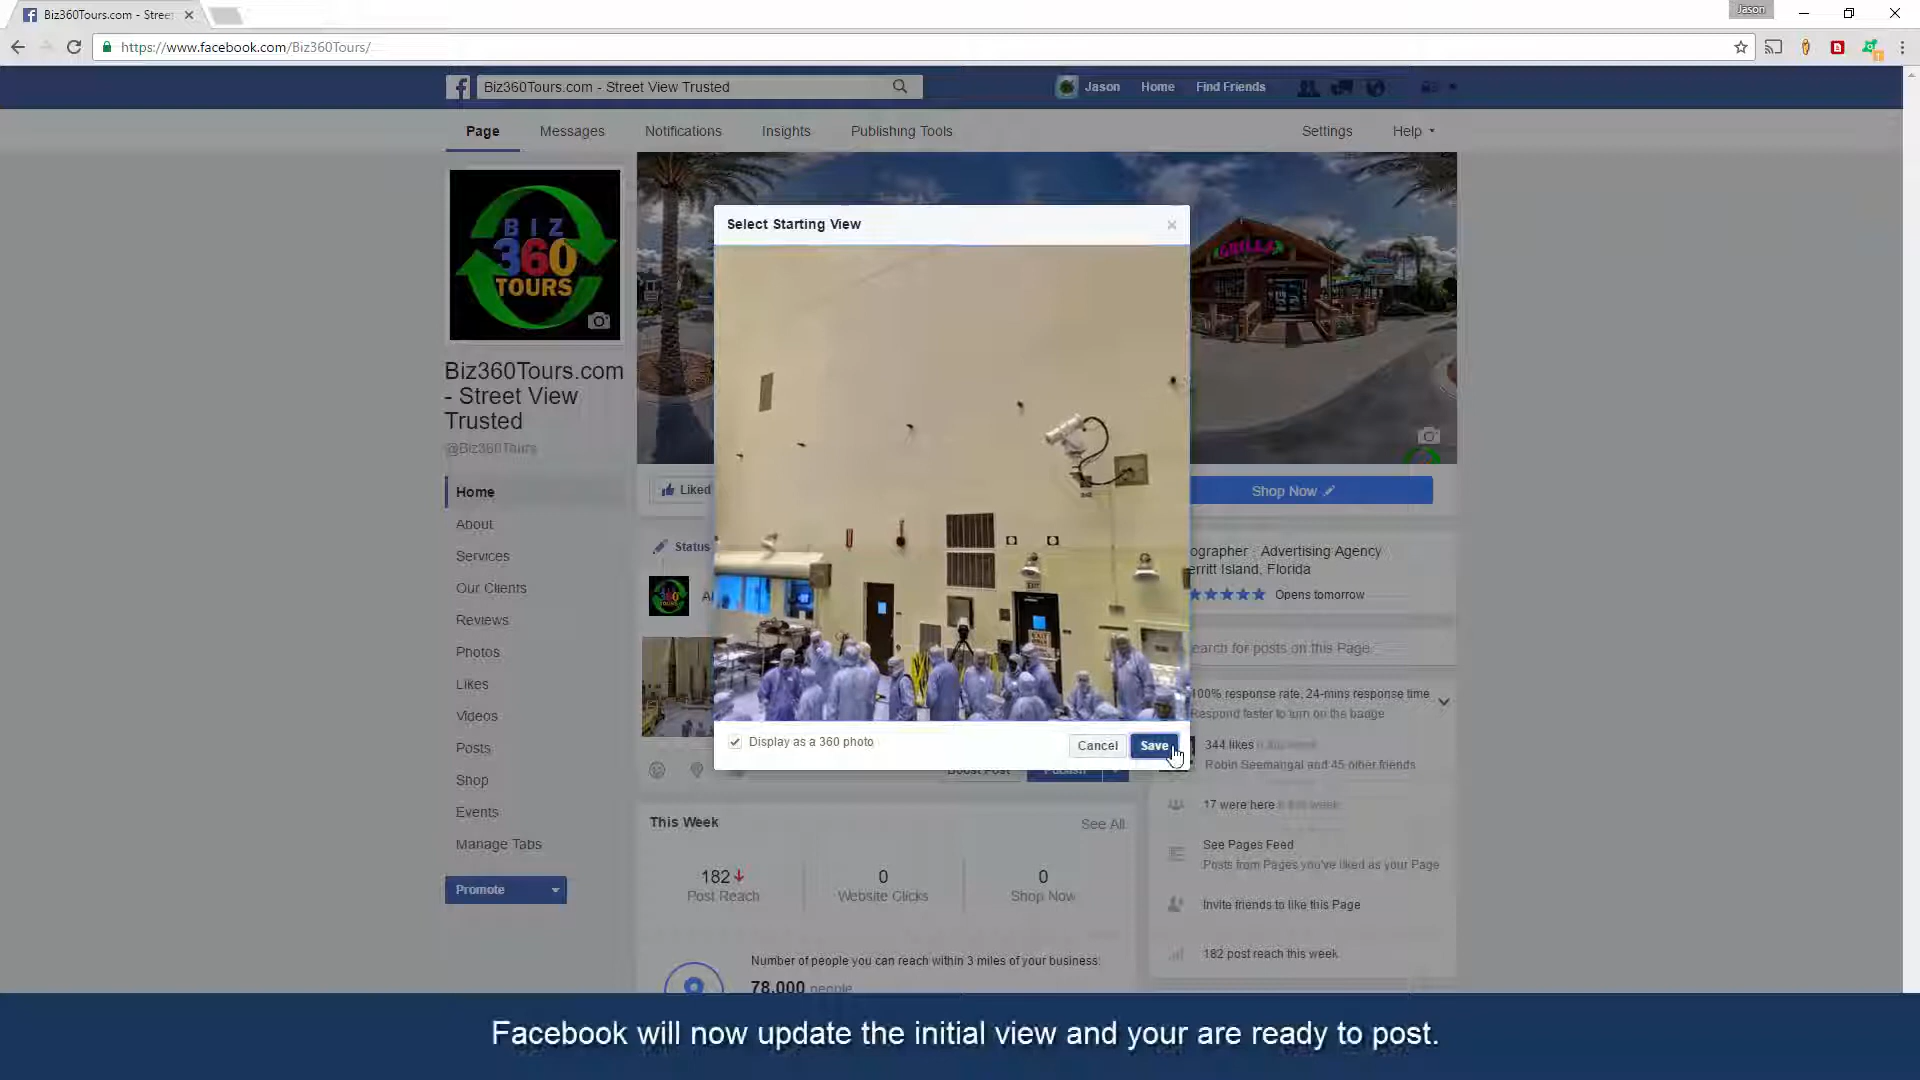 Biz360Tours.com - Stree
Jason
https://www.facebook.com/Biz360Tours/
Biz360Tours.com - Street View Trusted
Jason
Home
Find Friends
Page
Messages
Notifications
Insights
Publishing Tools
Settings
Help
BIZ
360
TOURS
GRILLS
Select Starting View
Biz360Tours.com
- Street View
Trusted
@Biz360Tours
Liked
Shop Now
Home
About
Services
Our Clients
Reviews
Photos
Likes
Videos
Posts
Shop
Events
Manage Tabs
Promote
Status
EXIT
ographer · Advertising Agency
erritt Island, Florida
Opens tomorrow
earch for posts on this Page
100% response rate, 24-mins response time
Respond faster to turn on the badge
Display as a 360 photo
Cancel
Save
Boost Post
Publish
344 likes
Robin Seemangal and 45 other friends
17 were here
See Pages Feed
Posts from Pages you've liked as your Page
Invite friends to like this Page
182 post reach this week
This Week
See All
182
Post Reach
0
Website Clicks
0
Shop Now
Number of people you can reach within 3 miles of your business:
78,000 people
Facebook will now update the initial view and your are ready to post.